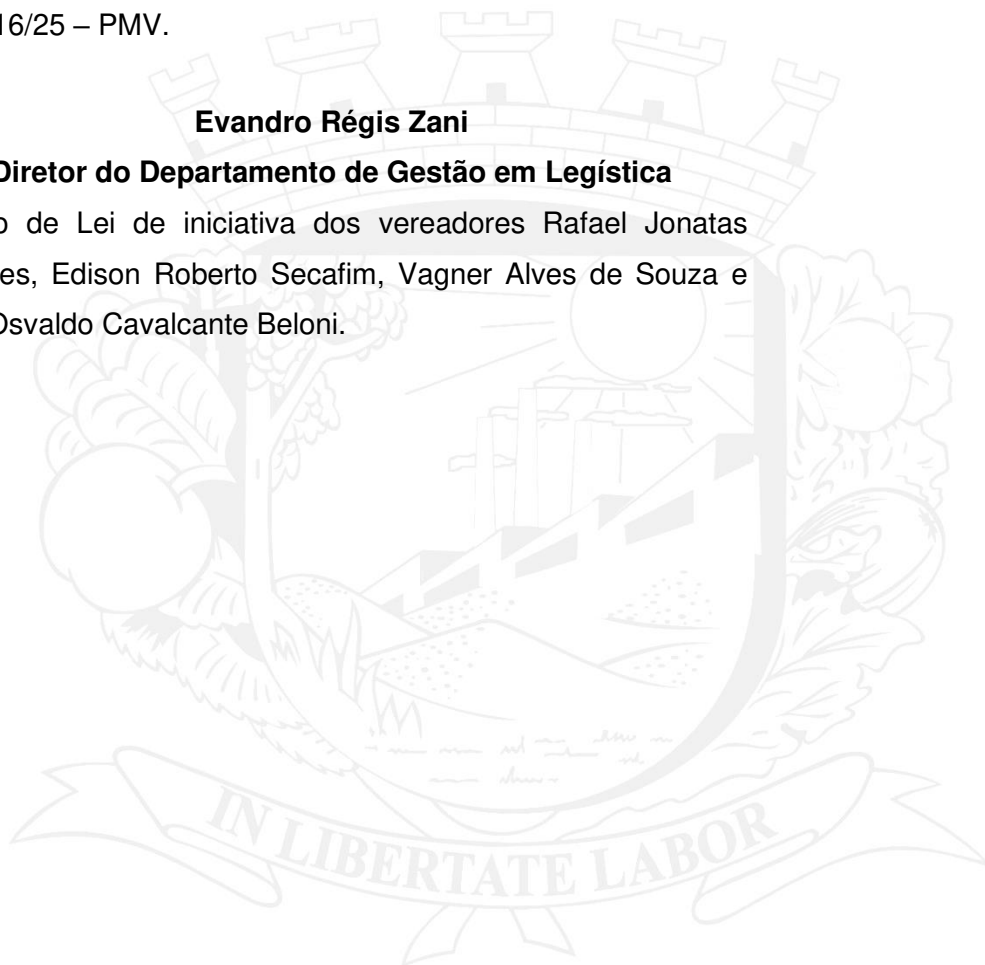 16/25 – PMV.
Evandro Régis Zani
Diretor do Departamento de Gestão em Legística
o de Lei de iniciativa dos vereadores Rafael Jonatas
es, Edison Roberto Secafim, Vagner Alves de Souza e
Osvaldo Cavalcante Beloni.
IN LIBERTATE LABOR